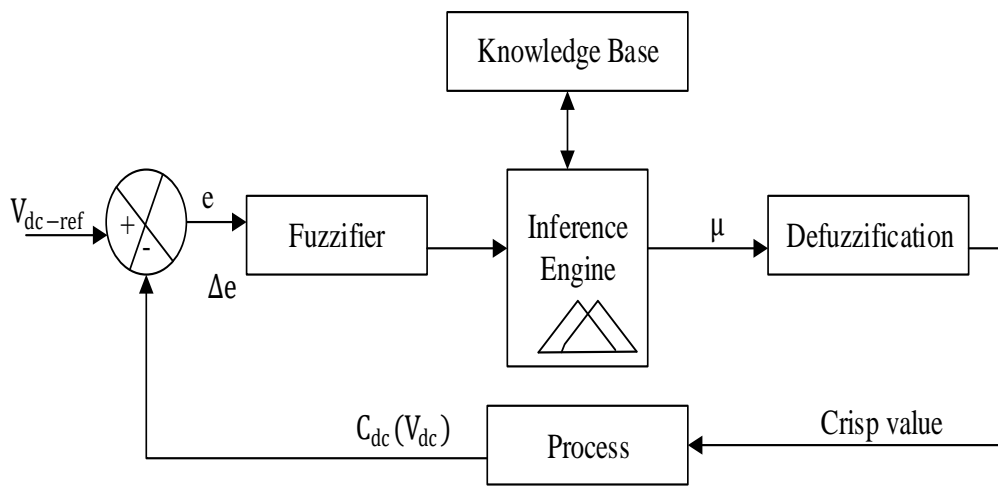 Knowledge Base
V_dc−ref
+
-
e
Δe
Fuzzifier
Inference
Engine
μ
Defuzzification
C_dc(V_dc)
Process
Crisp value